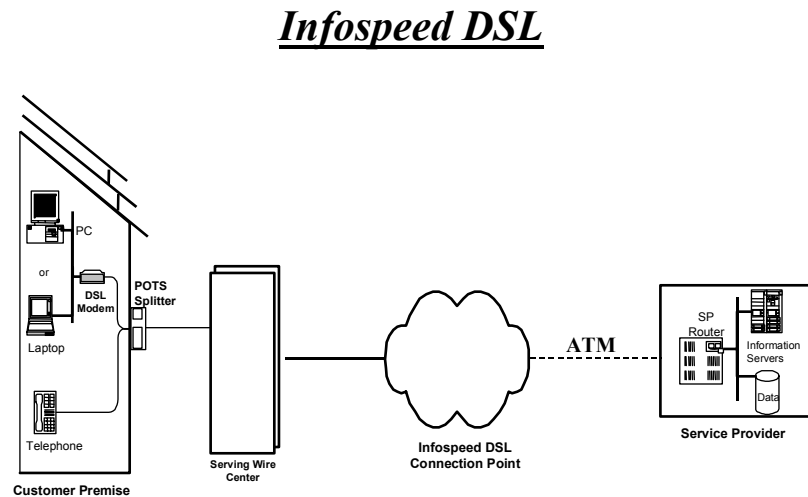 Infospeed DSL
PC
or
DSL
Modem
POTS
Splitter
Laptop
Telephone
Customer Premise
Serving Wire
Center
Infospeed DSL
Connection Point
ATM
SP
Router
Information
Servers
Data
Service Provider